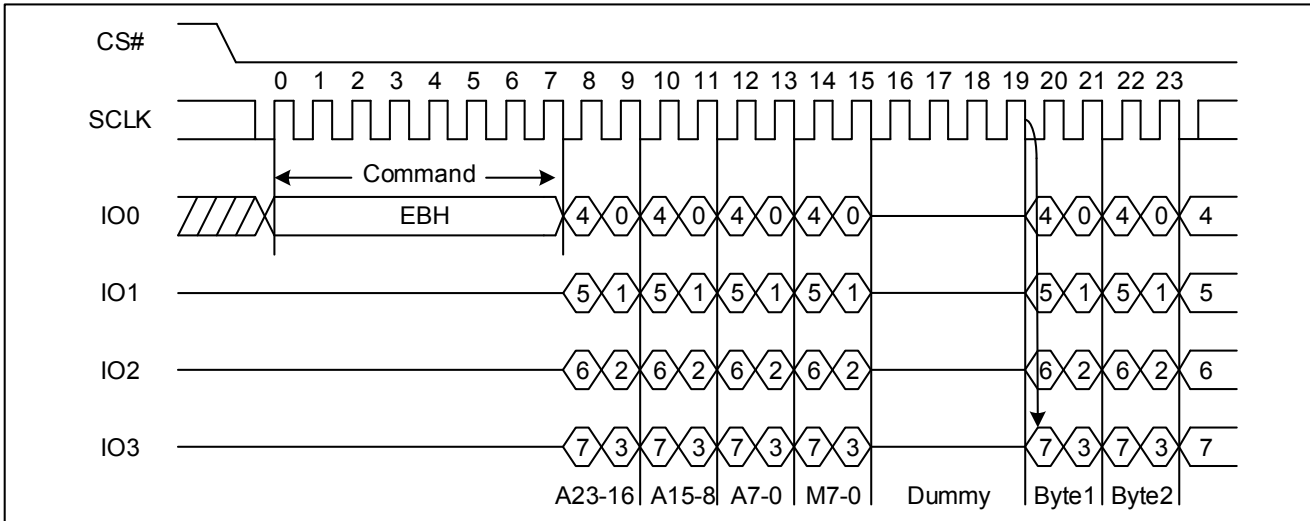 CS#
0 1 2 3 4 5 6 7 8 9 10 11 12 13 14 15 16 17 18 19 20 21 22 23
SCLK
Command
IO0 EBH 4 0 4 0 4 0 4 0 4 0 4 0 4
IO1 5 1 5 1 5 1 5 1 5 1 5 1 5
IO2 6 2 6 2 6 2 6 2 6 2 6 2 6
IO3 7 3 7 3 7 3 7 3 7 3 7 3 7
A23-16 A15-8 A7-0 M7-0 Dummy Byte1 Byte2